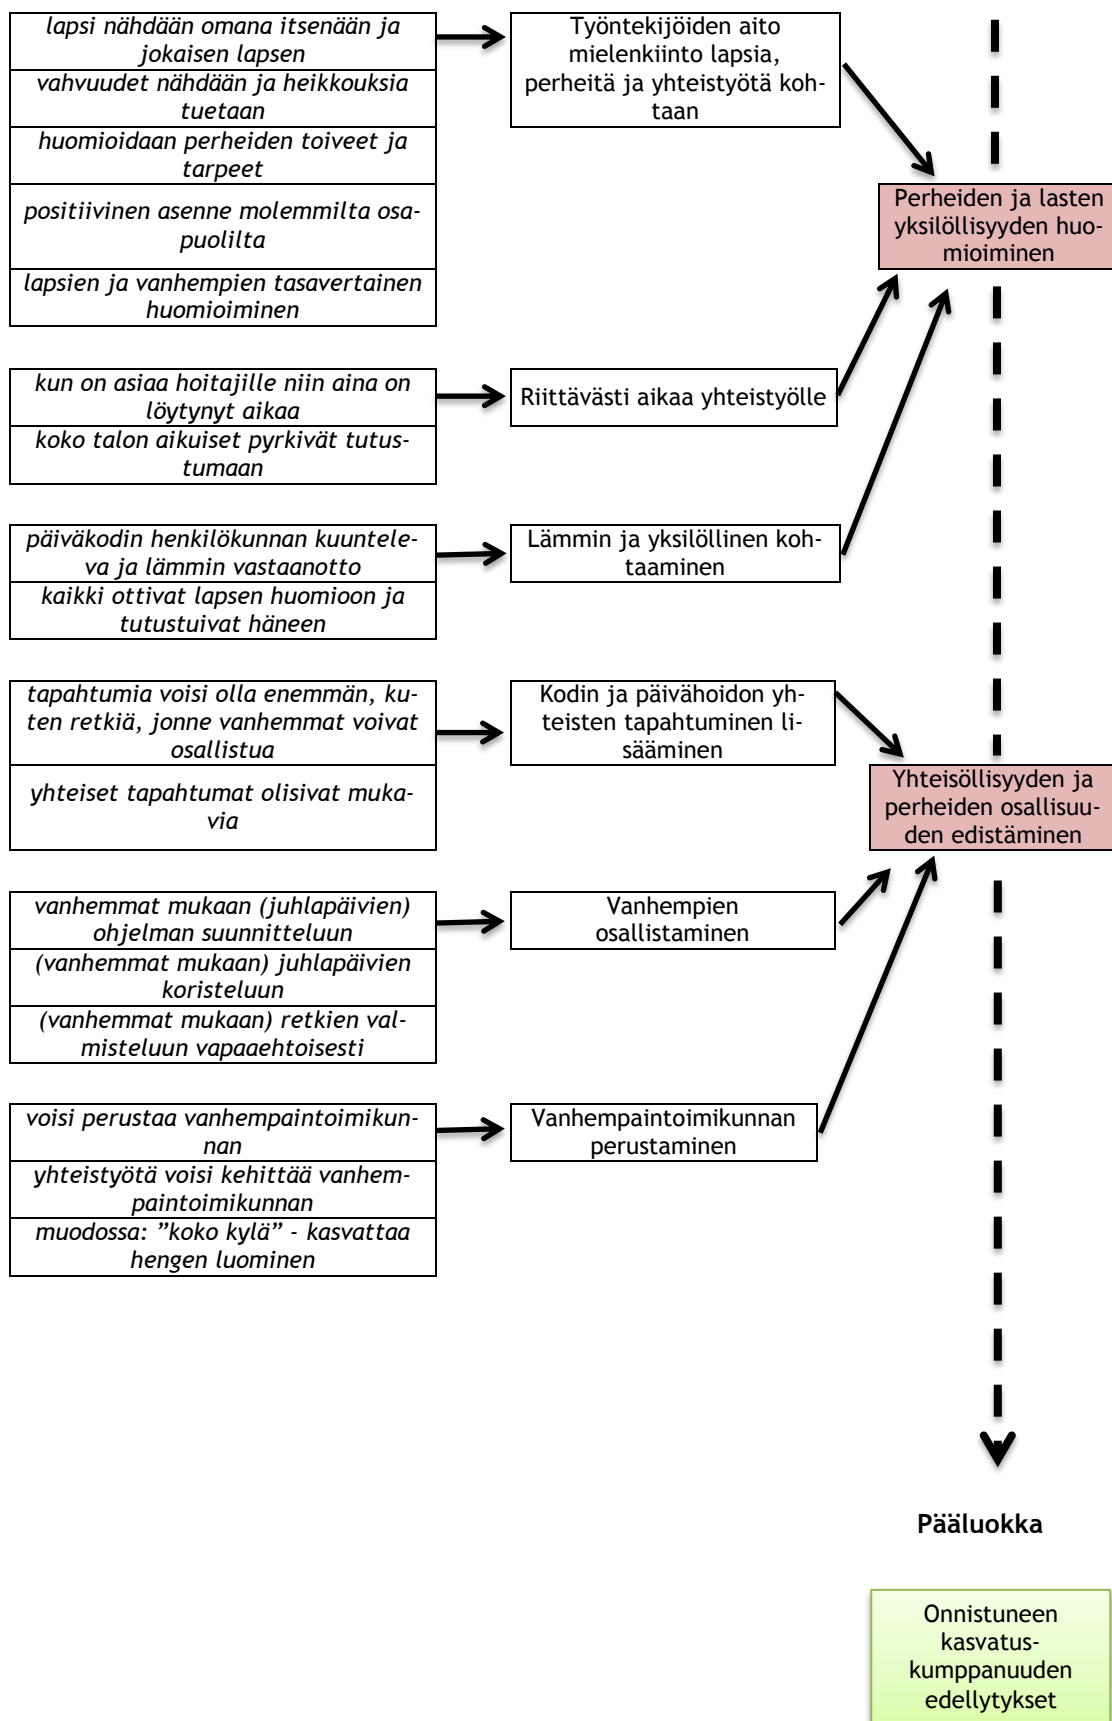 lapsi nähdään omana itsenään ja
jokaisen lapsen
vahvuudet nähdään ja heikkouksia
tuetaan
huomioidaan perheiden toiveet ja
tarpeet
positiivinen asenne molemmilta osa-
puolilta
lapsien ja vanhempien tasavertainen
huomioiminen
Työntekijöiden aito
mielenkiinto lapsia,
perheitä ja yhteistyötä koh-
taan
Perheiden ja lasten
yksilöllisyyden huo-
mioiminen
kun on asiaa hoitajille niin aina on
löytynyt aikaa
koko talon aikuiset pyrkivät tutus-
tumaan
Riittävästi aikaa yhteistyölle
päiväkodin henkilökunnan kuuntele-
va ja lämmin vastaanotto
kaikki ottivat lapsen huomioon ja
tutustuivat häneen
Lämmin ja yksilöllinen koh-
taaminen
tapahtumia voisi olla enemmän, ku-
ten retkiä, jonne vanhemmat voivat
osallistua
yhteiset tapahtumat olisivat muka-
via
Kodin ja päivähoidon yh-
teisten tapahtuminen li-
sääminen
Yhteisöllisyyden ja
perheiden osallisuu-
den edistäminen
vanhemmat mukaan (juhlapäivien)
ohjelman suunnitteluun
(vanhemmat mukaan) juhlapäivien
koristeluun
(vanhemmat mukaan) retkien val-
misteluun vapaaehtoisesti
Vanhempien
osallistaminen
voisi perustaa vanhempaintoimikun-
nan
yhteistyötä voisi kehittää vanhem-
paintoimikunnan
muodossa: ”koko kylä” - kasvattaa
hengen luominen
Vanhempaintoimikunnan
perustaminen
Pääluokka
Onnistuneen
kasvatus-
kumppanuuden
edellytykset